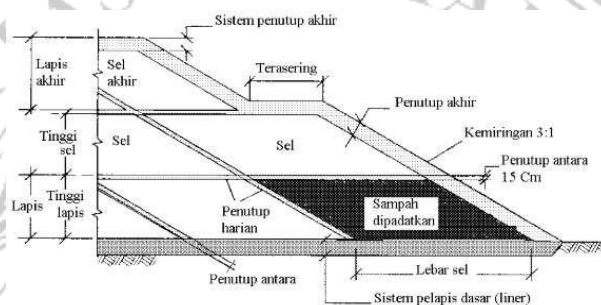 Sistem penutup akhir
Lapis
akhir
Sel
akhir
Terasering
Penutup akhir
Kemiringan 3:1
Tinggi
sel
Sel
Sel
Penutup antara
15 Cm
Lapis
Tinggi
lapis
Penutup
harian
Sampah
dipadatkan
Penutup antara
Lebar sel
Sistem pelapis dasar (liner)